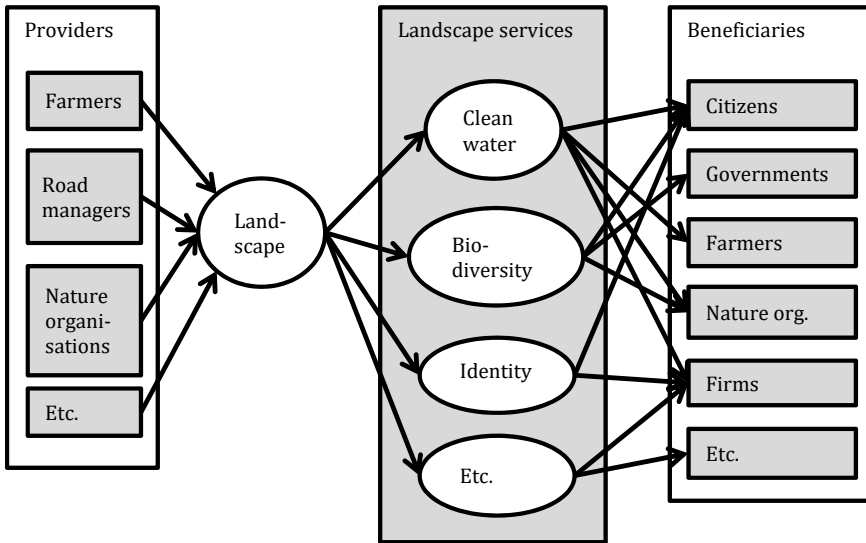 Providers
Farmers
Road
managers
Nature
organi-
sations
Etc.
Land-
scape
Landscape services
Clean
water
Bio-
diversity
Identity
Etc.
Beneficiaries
Citizens
Governments
Farmers
Nature org.
Firms
Etc.